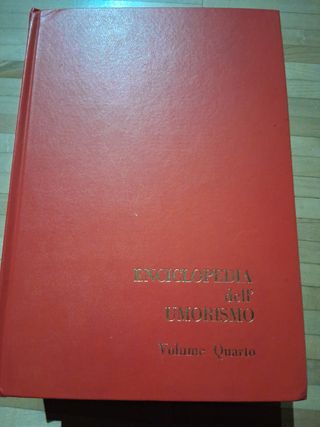 ENCICLOPEDIA
dell'
UMORISMO
Volume Quarto